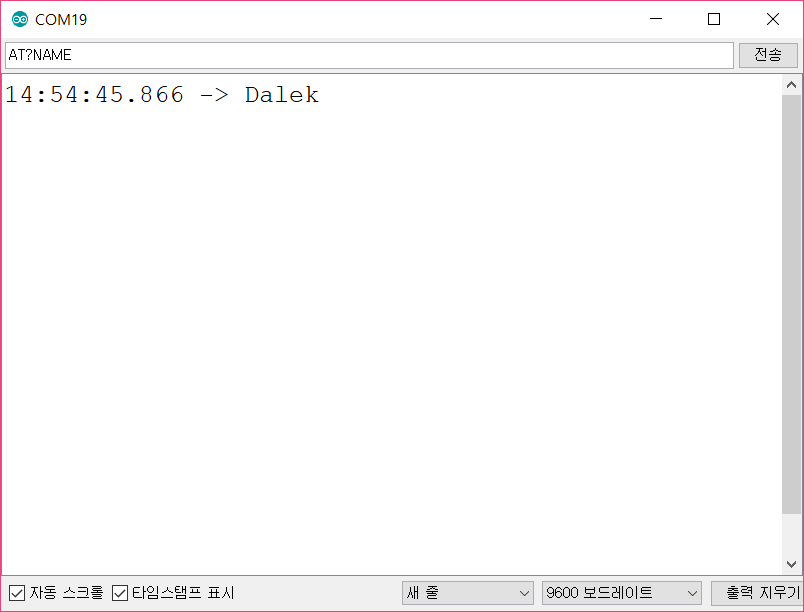 COM19
AT?NAME 전송
14:54:45.866 -> Dalek
자동 스크롤 타임스탬프 표시 새 줄 9600 보드레이트 출력 지우기